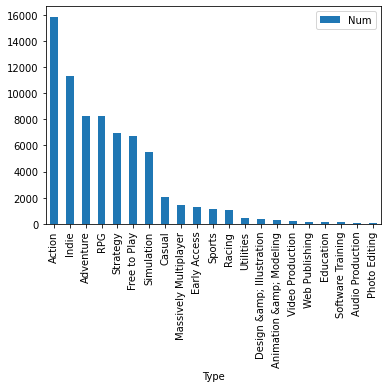 16000
14000
12000
10000
8000
6000
4000
2000
0
Num
Action
Indie
Adventure
RPG
Strategy
Free to Play
Simulation
Casual
Massively Multiplayer
Early Access
Sports
Racing
Utilities
Design &amp; Illustration
Animation &amp; Modeling
Video Production
Web Publishing
Education
Software Training
Audio Production
Photo Editing
Type